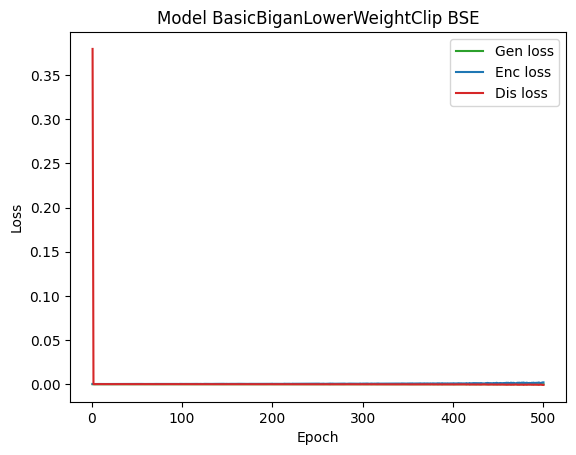 Model BasicBiganLowerWeightClip BSE
Gen loss
Enc loss
Dis loss
0.35
0.30
0.25
0.20
0.15
0.10
0.05
0.00
Loss
0 100 200 300 400 500
Epoch